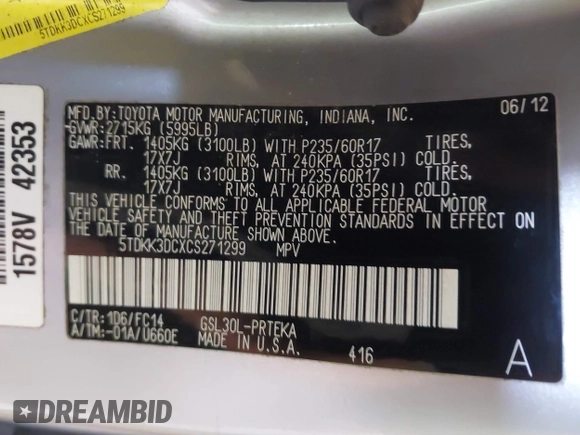 5TDKK3DCXCS271299
1578V 42353
MFD.BY:TOYOTA MOTOR MANUFACTURING, INDIANA, INC. 06/12
GVWR:2715KG (5995LB)
GAWR:FRT. 1405KG (3100LB) WITH P235/60R17 TIRES,
17X7J RIMS, AT 240KPA (35PSI) COLD.
RR. 1405KG (3100LB) WITH P235/60R17 TIRES,
17X7J RIMS, AT 240KPA (35PSI) COLD.
THIS VEHICLE CONFORMS TO ALL APPLICABLE FEDERAL MOTOR
VEHICLE SAFETY AND THEFT PREVENTION STANDARDS IN EFFECT ON
THE DATE OF MANUFACTURE SHOWN ABOVE.
5TDKK3DCXCS271299 MPV
C/TR: 1D6/FC14 GSL30L-PRTEKA
A/TM:-01A/U660E MADE IN U.S.A. 416
A
DREAMBID